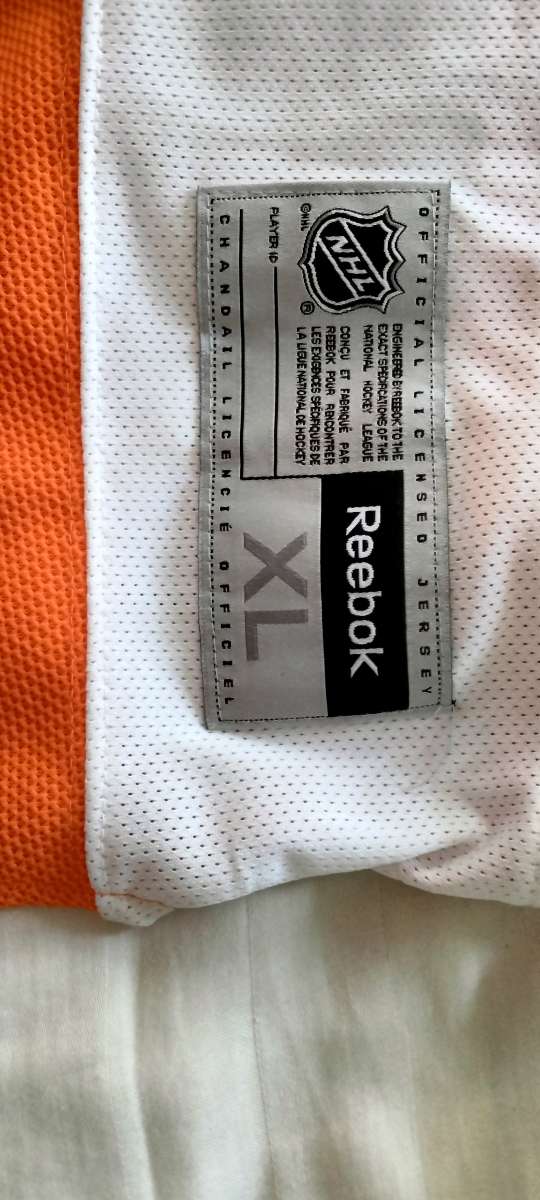 OFFICIAL LICENSED JERSEY
NHL
®
©NHL
ENGINEERED BY REEBOK TO THE
EXACT SPECIFICATIONS OF THE
NATIONAL HOCKEY LEAGUE
CONÇU ET FABRIQUÉ PAR
REEBOK POUR RENCONTRER
LES EXIGENCES SPÉCIFIQUES DE
LA LIGUE NATIONAL DE HOCKEY
Reebok
PLAYER ID
XL
CHANDAIL LICENCIÉ OFFICIEL